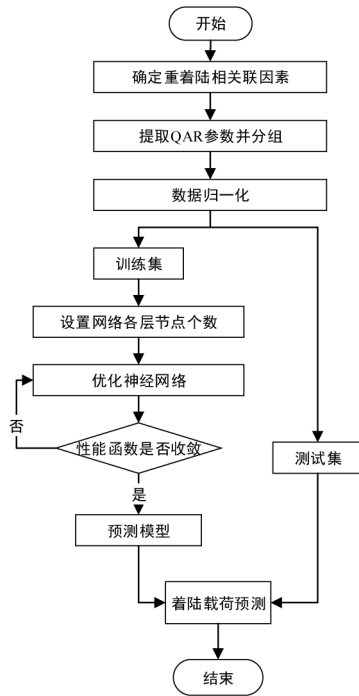 开始
确定重着陆相关联因素
提取QAR参数并分组
数据归一化
训练集
设置网络各层节点个数
优化神经网络
否
性能函数是否收敛
测试集
是
预测模型
着陆载荷预测
结束